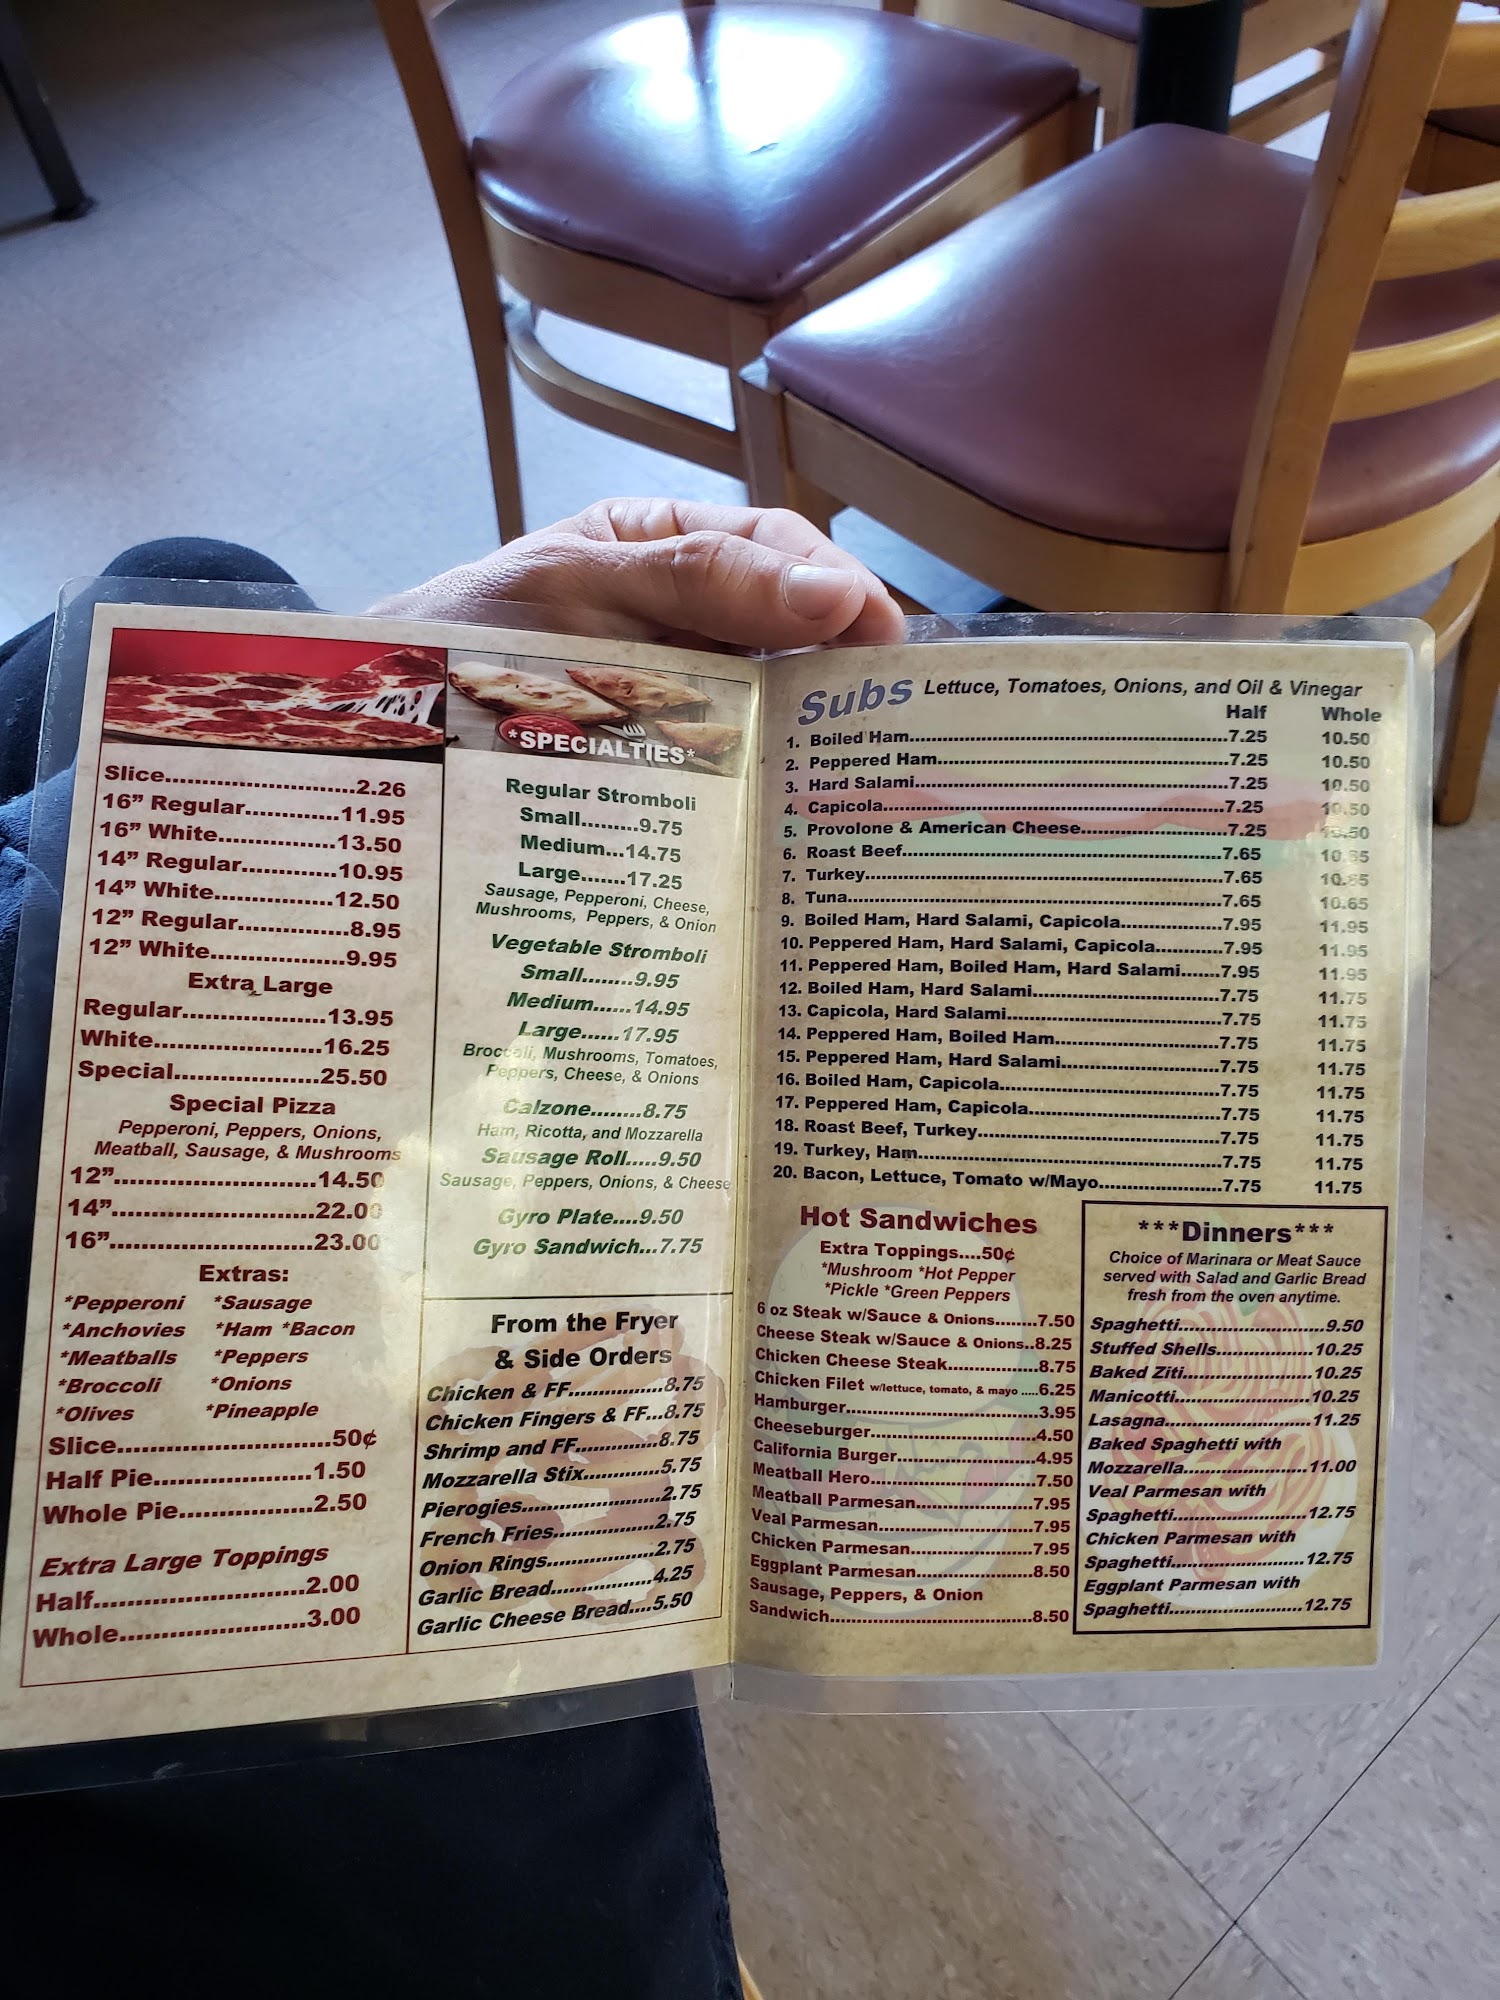 Slice............................2.26
16” Regular..............11.95
16” White.................13.50
14” Regular..............10.95
14” White.................12.50
12” Regular................8.95
12” White...................9.95
Extra Large
Regular.....................13.95
White........................16.25
Special.....................25.50
Special Pizza
Pepperoni, Peppers, Onions,
Meatball, Sausage, & Mushrooms
12”.............................14.50
14”.............................22.00
16”.............................23.00
Extras:
*Pepperoni *Sausage
*Anchovies *Ham *Bacon
*Meatballs *Peppers
*Broccoli *Onions
*Olives *Pineapple
Slice...............................50¢
Half Pie......................1.50
Whole Pie...................2.50
Extra Large Toppings
Half...............................2.00
Whole...........................3.00
*SPECIALTIES*
Regular Stromboli
Small.........9.75
Medium...14.75
Large.......17.25
Sausage, Pepperoni, Cheese,
Mushrooms, Peppers, & Onion
Vegetable Stromboli
Small........9.95
Medium......14.95
Large......17.95
Broccoli, Mushrooms, Tomatoes,
Peppers, Cheese, & Onions
Calzone........8.75
Ham, Ricotta, and Mozzarella
Sausage Roll.....9.50
Sausage, Peppers, Onions, & Cheese
Gyro Plate....9.50
Gyro Sandwich...7.75
From the Fryer
& Side Orders
Chicken & FF.................8.75
Chicken Fingers & FF...8.75
Shrimp and FF...............8.75
Mozzarella Stix..............5.75
Pierogies........................2.75
French Fries...................2.75
Onion Rings....................2.75
Garlic Bread...................4.25
Garlic Cheese Bread....5.50
Subs Lettuce, Tomatoes, Onions, and Oil & Vinegar
Half Whole
1. Boiled Ham......................................................7.25 10.50
2. Peppered Ham.................................................7.25 10.50
3. Hard Salami.....................................................7.25 10.50
4. Capicola...........................................................7.25 10.50
5. Provolone & American Cheese.........................7.25 10.50
6. Roast Beef.......................................................7.65 10.65
7. Turkey..............................................................7.65 10.65
8. Tuna.................................................................7.65 10.65
9. Boiled Ham, Hard Salami, Capicola..................7.95 11.95
10. Peppered Ham, Hard Salami, Capicola............7.95 11.95
11. Peppered Ham, Boiled Ham, Hard Salami.......7.95 11.95
12. Boiled Ham, Hard Salami................................7.75 11.75
13. Capicola, Hard Salami.....................................7.75 11.75
14. Peppered Ham, Boiled Ham............................7.75 11.75
15. Peppered Ham, Hard Salami...........................7.75 11.75
16. Boiled Ham, Capicola......................................7.75 11.75
17. Peppered Ham, Capicola.................................7.75 11.75
18. Roast Beef, Turkey..........................................7.75 11.75
19. Turkey, Ham....................................................7.75 11.75
20. Bacon, Lettuce, Tomato w/Mayo.....................7.75 11.75
Hot Sandwiches
Extra Toppings....50¢
*Mushroom *Hot Pepper
*Pickle *Green Peppers
6 oz Steak w/Sauce & Onions........7.50
Cheese Steak w/Sauce & Onions..8.25
Chicken Cheese Steak..................8.75
Chicken Filet w/lettuce, tomato, & mayo .....6.25
Hamburger...................................3.95
Cheeseburger...............................4.50
California Burger..........................4.95
Meatball Hero...............................7.50
Meatball Parmesan.......................7.95
Veal Parmesan..............................7.95
Chicken Parmesan........................7.95
Eggplant Parmesan.......................8.50
Sausage, Peppers, & Onion
Sandwich......................................8.50
***Dinners***
Choice of Marinara or Meat Sauce
served with Salad and Garlic Bread
fresh from the oven anytime.
Spaghetti...........................9.50
Stuffed Shells..................10.25
Baked Ziti........................10.25
Manicotti.........................10.25
Lasagna...........................11.25
Baked Spaghetti with
Mozzarella.......................11.00
Veal Parmesan with
Spaghetti.........................12.75
Chicken Parmesan with
Spaghetti.........................12.75
Eggplant Parmesan with
Spaghetti.........................12.75